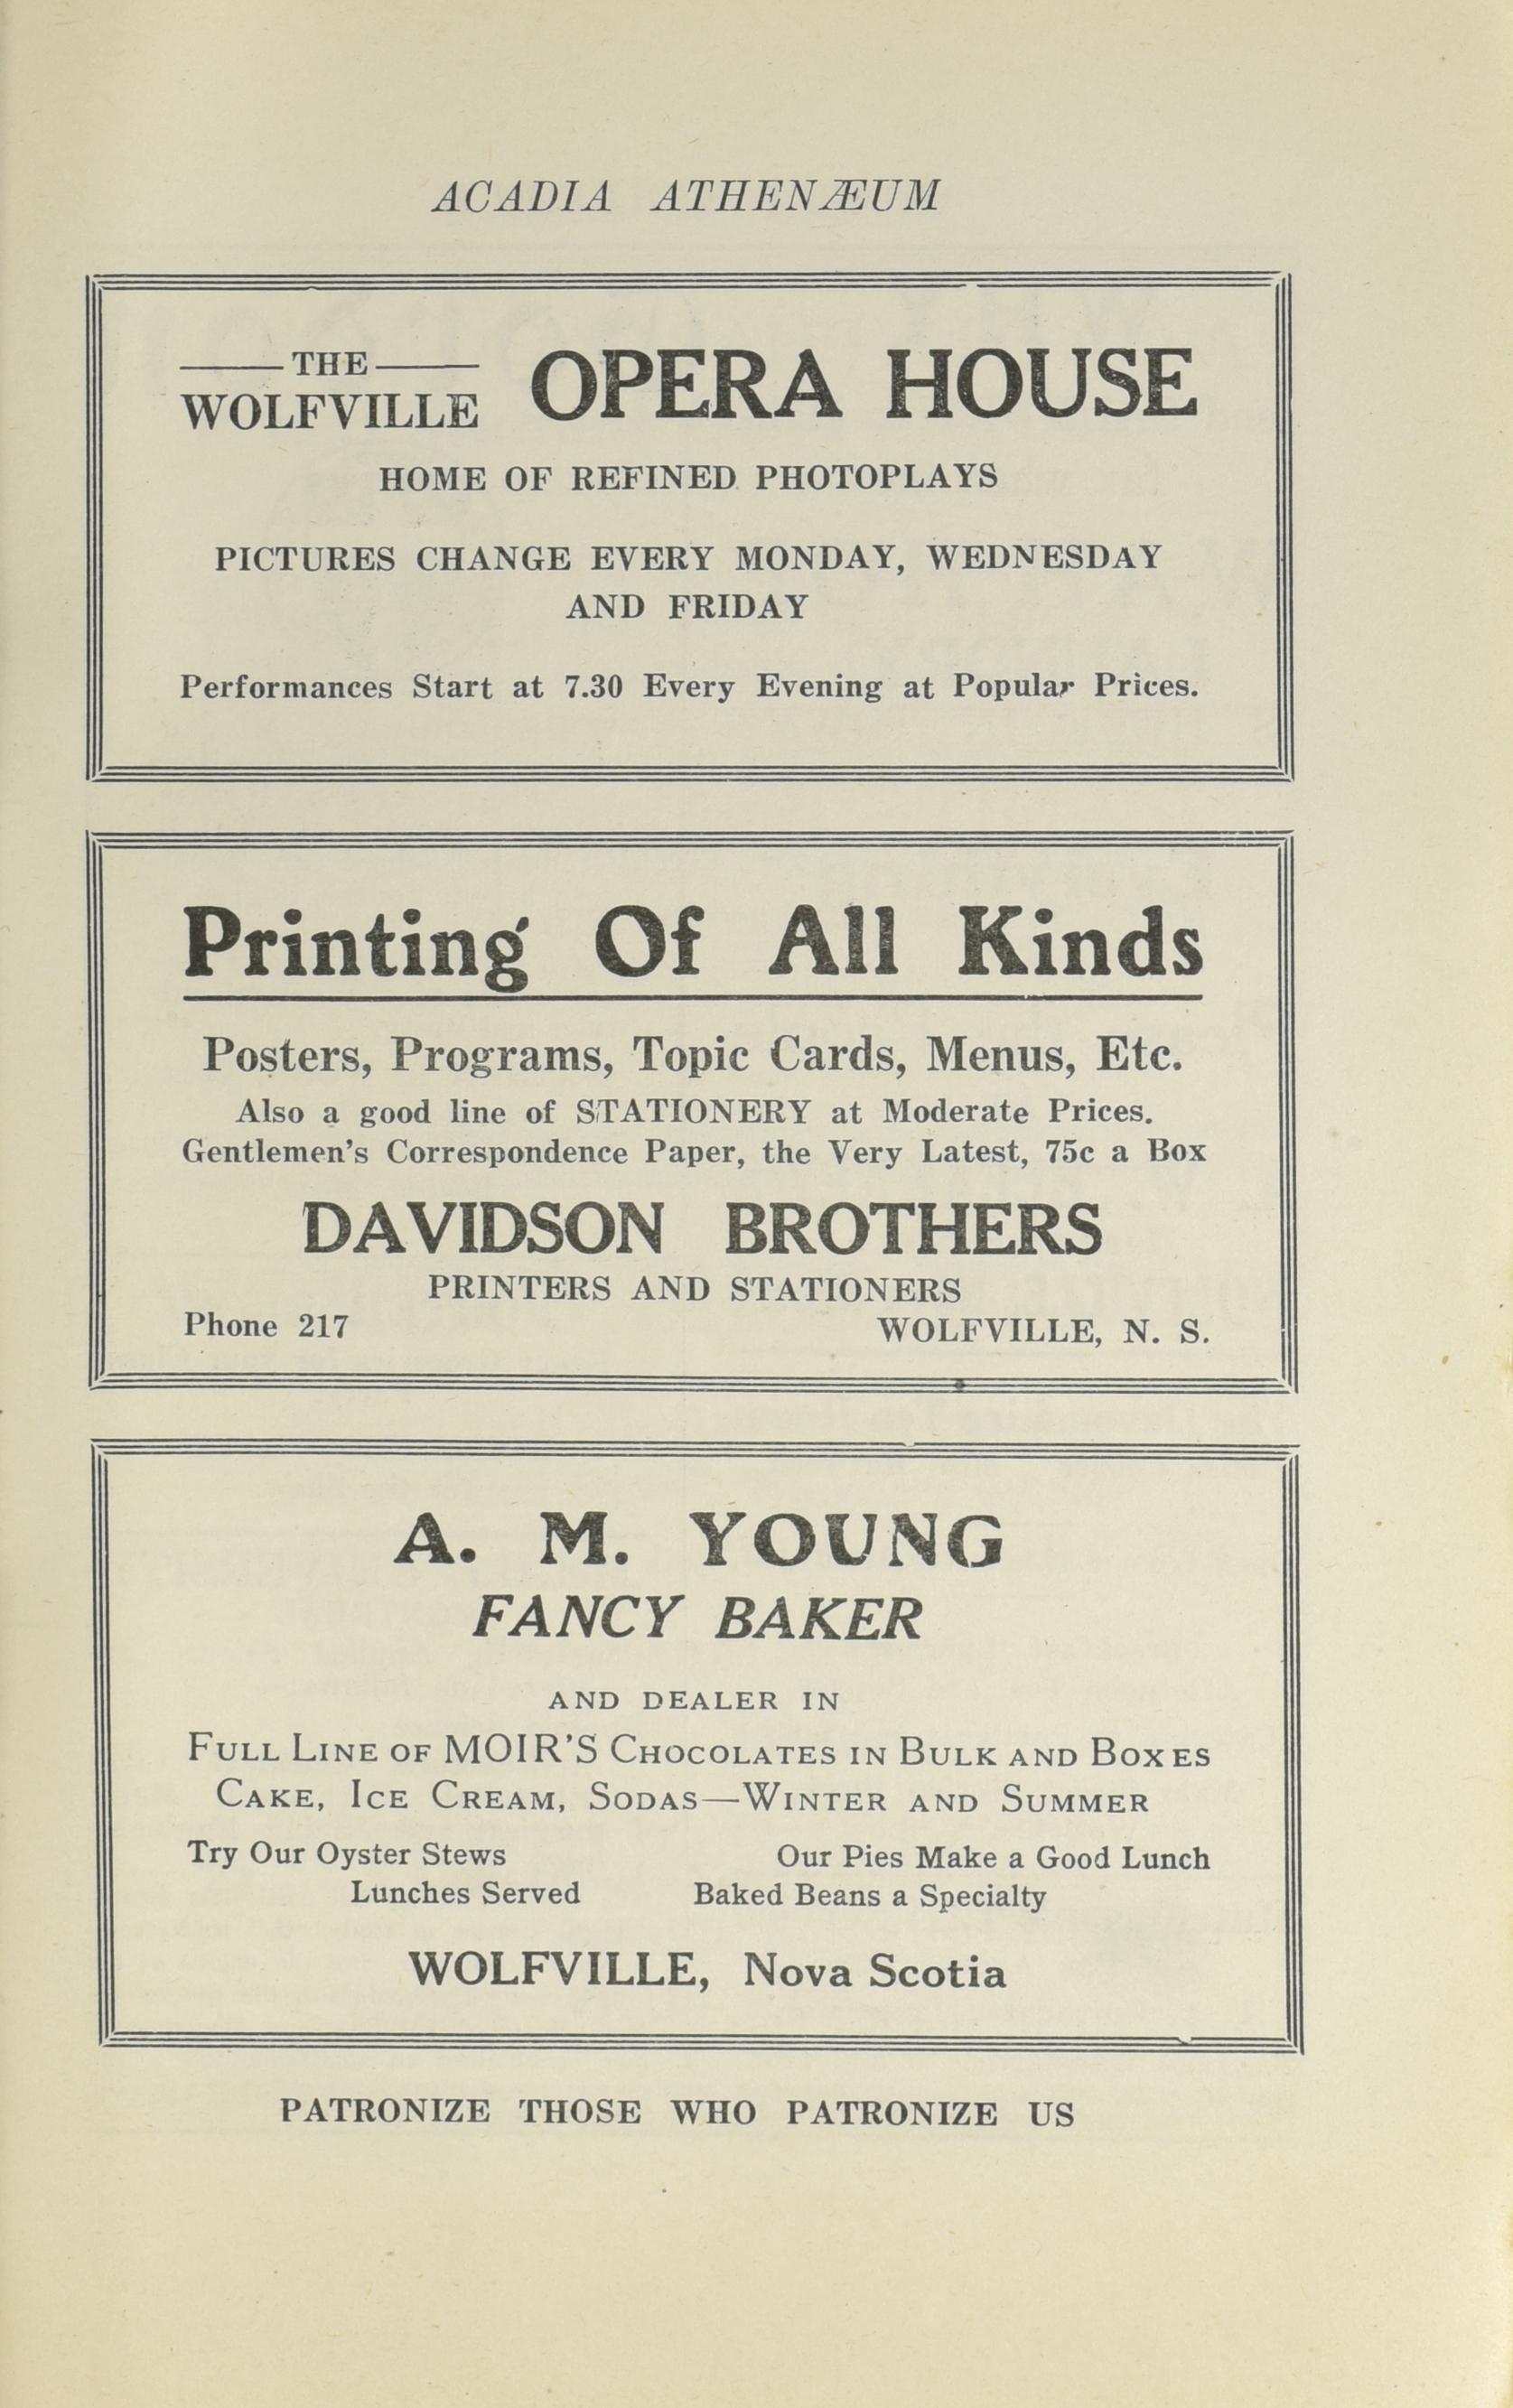 ACADIA ATHENÆUM
THE
WOLFVILLE OPERA HOUSE
HOME OF REFINED PHOTOPLAYS
PICTURES CHANGE EVERY MONDAY, WEDNESDAY
AND FRIDAY
Performances Start at 7.30 Every Evening at Popular Prices.
Printing Of All Kinds
Posters, Programs, Topic Cards, Menus, Etc.
Also a good line of STATIONERY at Moderate Prices.
Gentlemen's Correspondence Paper, the Very Latest, 75c a Box
DAVIDSON BROTHERS
PRINTERS AND STATIONERS
Phone 217 WOLFVILLE, N. S.
A. M. YOUNG
FANCY BAKER
AND DEALER IN
FULL LINE OF MOIR'S CHOCOLATES IN BULK AND BOXES
CAKE, ICE CREAM, SODAS—WINTER AND SUMMER
Try Our Oyster Stews Our Pies Make a Good Lunch
Lunches Served Baked Beans a Specialty
WOLFVILLE, Nova Scotia
PATRONIZE THOSE WHO PATRONIZE US